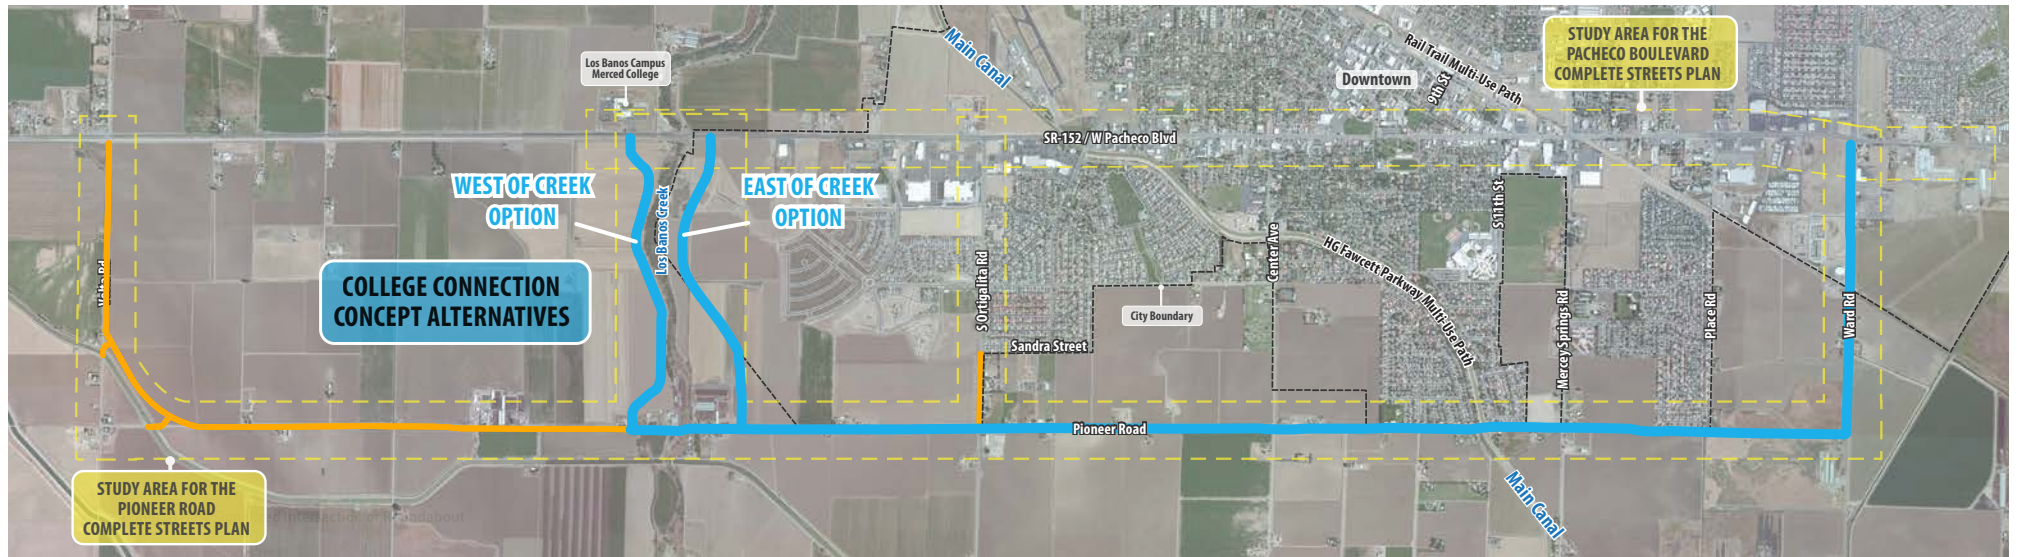 Main Canal
Rail Trail Multi-Use Path
STUDY AREA FOR THE
PACHECO BOULEVARD
COMPLETE STREETS PLAN
Los Banos Campus
Merced College
Downtown
9th St
SR-152 / W Pacheco Blvd
WEST OF CREEK
OPTION
Los Banos Creek
EAST OF CREEK
OPTION
S 11th St
HG Fawcett Parkway Multi-Use Path
Center Ave
S Ortigalita Rd
COLLEGE CONNECTION
CONCEPT ALTERNATIVES
City Boundary
Sandra Street
Mercey Springs Rd
Place Rd
Ward Rd
Pioneer Road
Main Canal
STUDY AREA FOR THE
PIONEER ROAD
COMPLETE STREETS PLAN